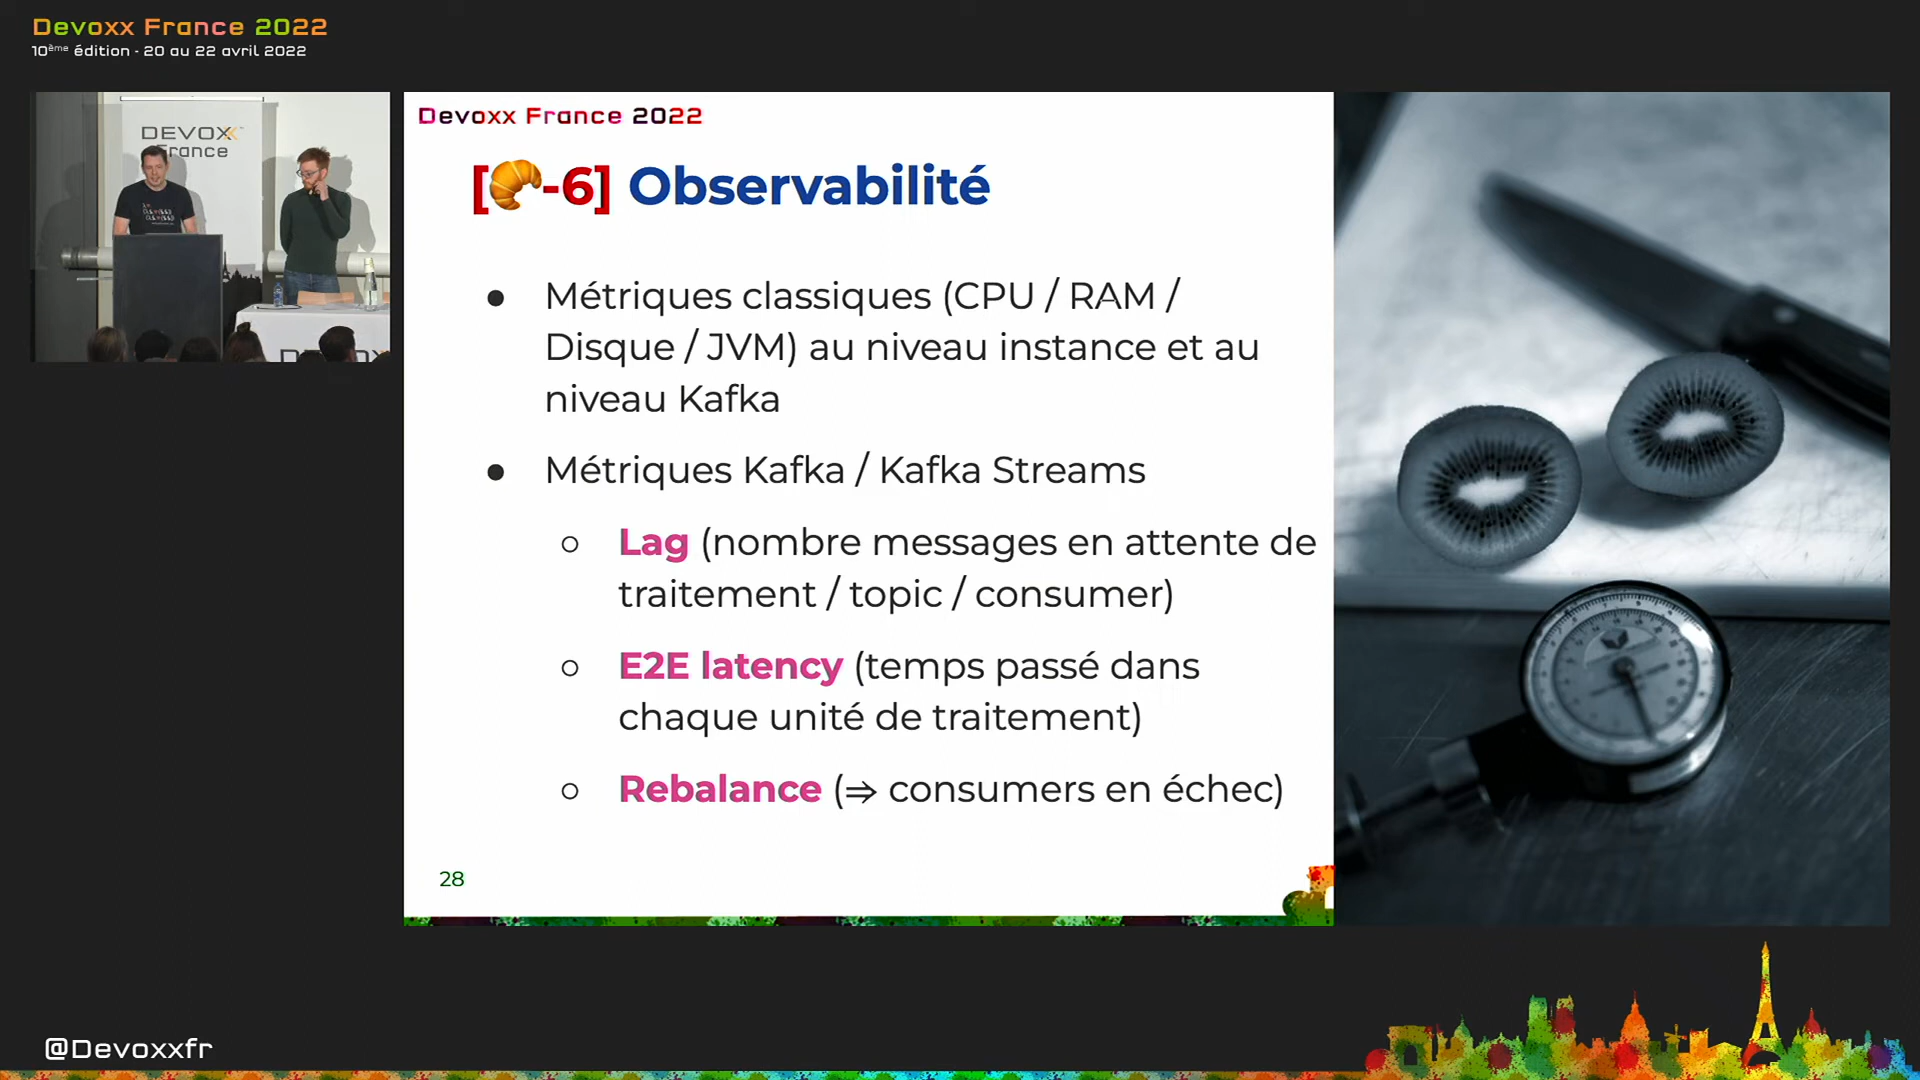 Devoxx France 2022
10ème édition - 20 au 22 avril 2022
DEVOXX
France
Devoxx France 2022
[🥐-6] Observabilité
● Métriques classiques (CPU / RAM /
Disque / JVM) au niveau instance et au
niveau Kafka
● Métriques Kafka / Kafka Streams
○ Lag (nombre messages en attente de
traitement / topic / consumer)
○ E2E latency (temps passé dans
chaque unité de traitement)
○ Rebalance (⇒ consumers en échec)
28
@Devoxxfr